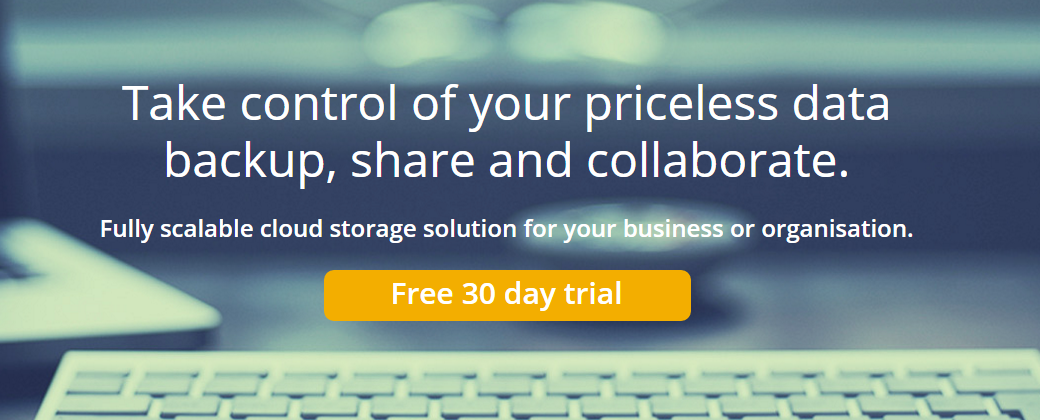 Take control of your priceless data
backup, share and collaborate.
Fully scalable cloud storage solution for your business or organisation.
Free 30 day trial